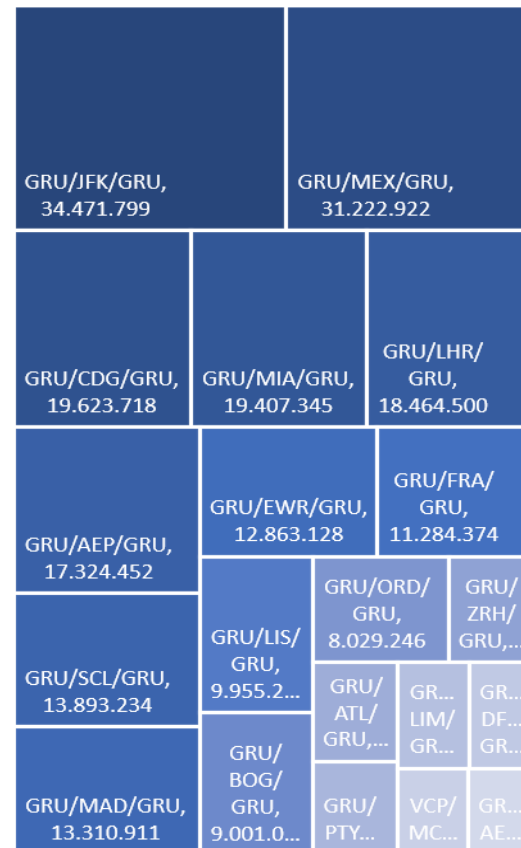 GRU/JFK/GRU,
34.471.799
GRU/MEX/GRU,
31.222.922
GRU/CDG/GRU,
19.623.718
GRU/MIA/GRU,
19.407.345
GRU/LHR/
GRU,
18.464.500
GRU/AEP/GRU,
17.324.452
GRU/SCL/GRU,
13.893.234
GRU/MAD/GRU,
13.310.911
GRU/EWR/GRU,
12.863.128
GRU/FRA/
GRU,
11.284.374
GRU/LIS/
GRU,
9.955.2...
GRU/
BOG/
GRU,
9.001.0...
GRU/ORD/
GRU,
8.029.246
GRU/
ZRH/
GRU,...
GRU/
ATL/
GRU,...
GRU/
PTY...
GR...
LIM/
GR...
GR...
DF...
GR...
VCP/
MC...
GR...
AE...